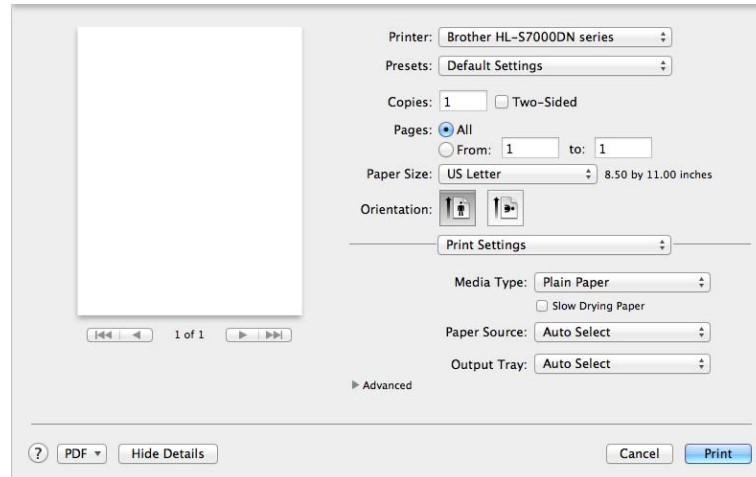 Printer: Brother HL-S7000DN series
Presets: Default Settings
Copies: 1 Two-Sided
Pages: All
From: 1 to: 1
Paper Size: US Letter 8.50 by 11.00 inches
Orientation:
Print Settings
Media Type: Plain Paper
Slow Drying Paper
1 of 1 Paper Source: Auto Select
Output Tray: Auto Select
Advanced
? PDF Hide Details Cancel Print